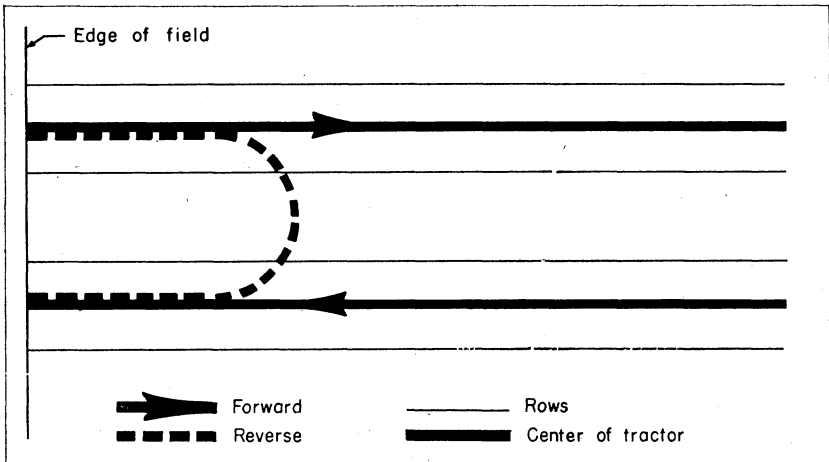 Edge of field
Forward
Rows
Reverse
Center of tractor